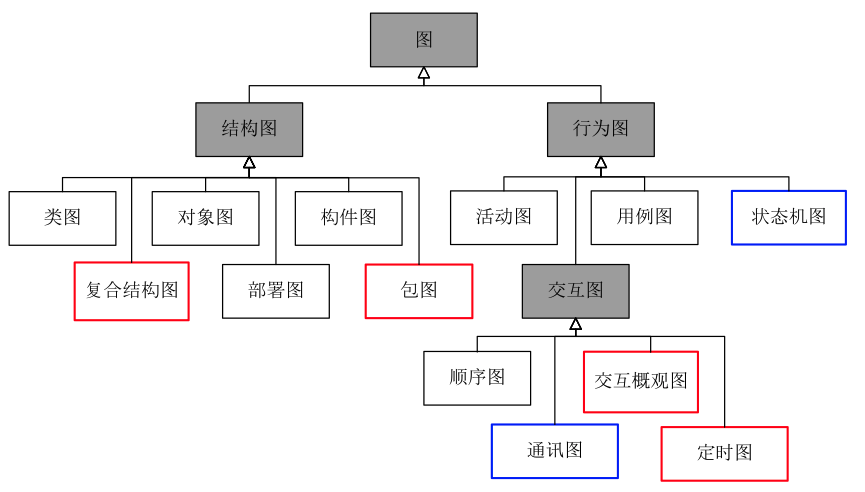 图
结构图
行为图
类图
对象图
构件图
活动图
用例图
状态机图
复合结构图
部署图
包图
交互图
顺序图
交互概观图
通讯图
定时图